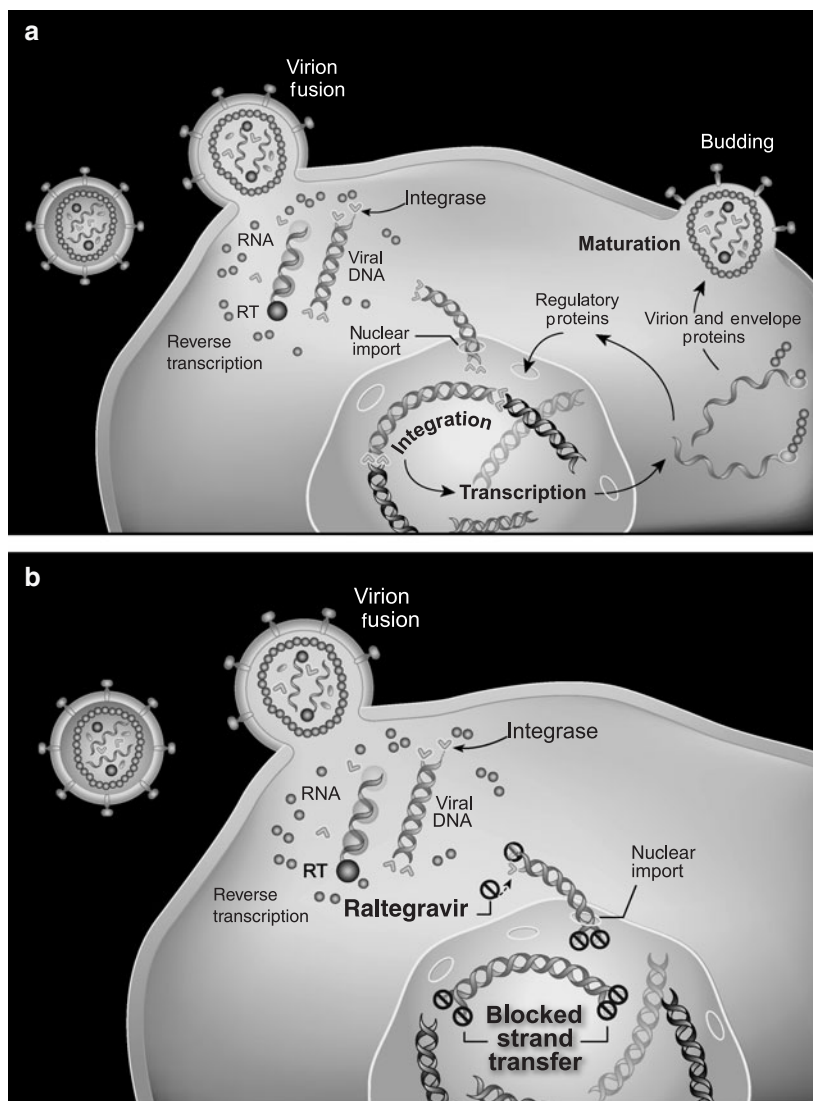 a
Virion
fusion
Budding
Integrase
RNA
Maturation
Viral
DNA
RT
Regulatory
proteins
Virion and envelope
proteins
Reverse
transcription
Nuclear
import
Integration
Transcription
b
Virion
fusion
Integrase
RNA
Viral
DNA
RT
Nuclear
import
Reverse
transcription
Raltegravir
Blocked
strand
transfer